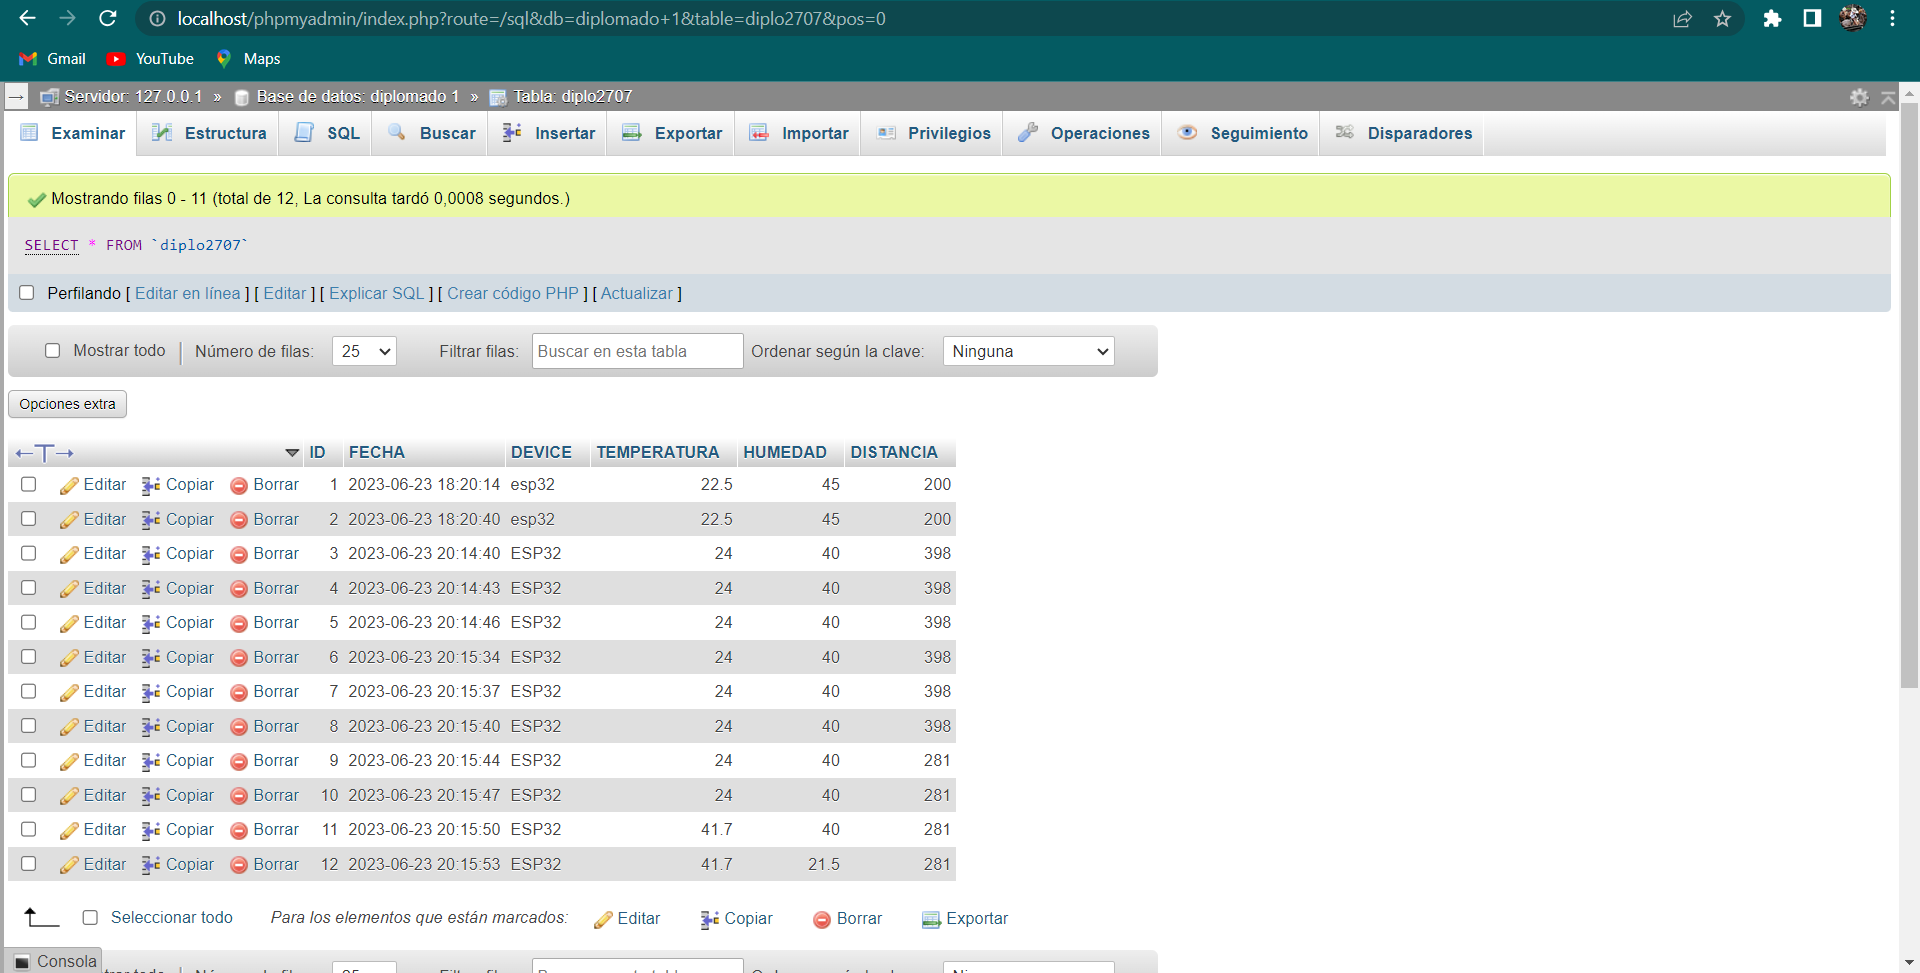 localhost/phpmyadmin/index.php?route=/sql&db=diplomado+1&table=diplo2707&pos=0
Gmail YouTube Maps
Servidor: 127.0.0.1 » Base de datos: diplomado 1 » Tabla: diplo2707
Examinar Estructura SQL Buscar Insertar Exportar Importar Privilegios Operaciones Seguimiento Disparadores
Mostrando filas 0 - 11 (total de 12, La consulta tardó 0,0008 segundos.)
SELECT * FROM `diplo2707`
Perfilando [ Editar en línea ] [ Editar ] [ Explicar SQL ] [ Crear código PHP ] [ Actualizar ]
Mostrar todo | Número de filas: 25 Filtrar filas: Buscar en esta tabla Ordenar según la clave: Ninguna
Opciones extra
←T→ ID FECHA DEVICE TEMPERATURA HUMEDAD DISTANCIA
Editar Copiar Borrar 1 2023-06-23 18:20:14 esp32 22.5 45 200
Editar Copiar Borrar 2 2023-06-23 18:20:40 esp32 22.5 45 200
Editar Copiar Borrar 3 2023-06-23 20:14:40 ESP32 24 40 398
Editar Copiar Borrar 4 2023-06-23 20:14:43 ESP32 24 40 398
Editar Copiar Borrar 5 2023-06-23 20:14:46 ESP32 24 40 398
Editar Copiar Borrar 6 2023-06-23 20:15:34 ESP32 24 40 398
Editar Copiar Borrar 7 2023-06-23 20:15:37 ESP32 24 40 398
Editar Copiar Borrar 8 2023-06-23 20:15:40 ESP32 24 40 398
Editar Copiar Borrar 9 2023-06-23 20:15:44 ESP32 24 40 281
Editar Copiar Borrar 10 2023-06-23 20:15:47 ESP32 24 40 281
Editar Copiar Borrar 11 2023-06-23 20:15:50 ESP32 41.7 40 281
Editar Copiar Borrar 12 2023-06-23 20:15:53 ESP32 41.7 21.5 281
Seleccionar todo Para los elementos que están marcados: Editar Copiar Borrar Exportar
Consola